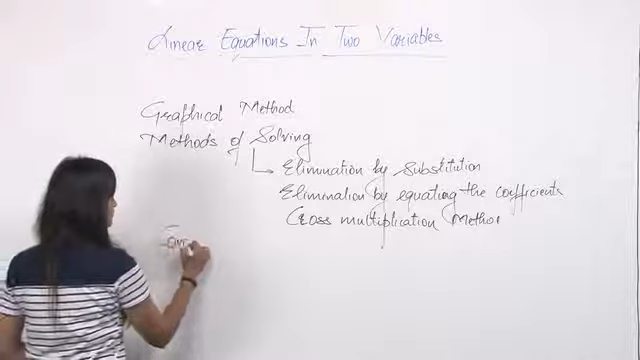 Linear Equations In Two Variables
Graphical Method
Methods of Solving
Elimination by Substitution
Elimination by equating the coefficients
Cross multiplication Method